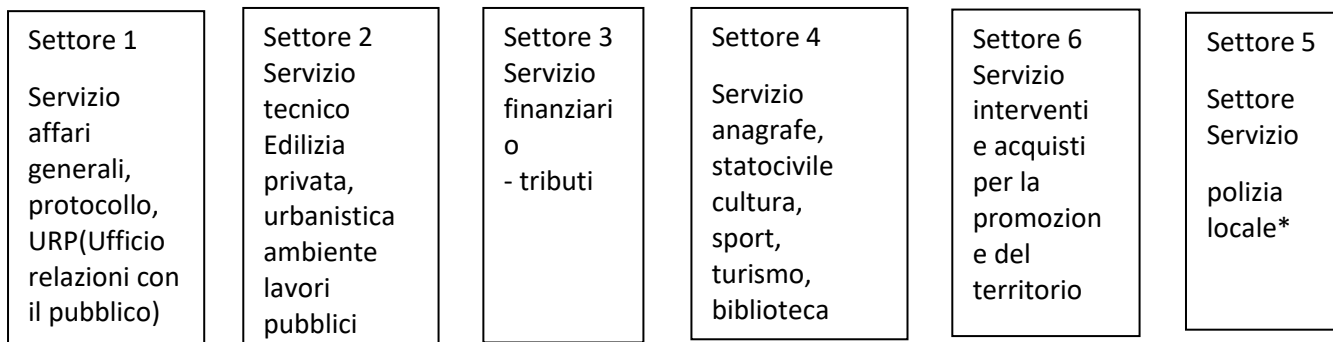 Settore 1
Servizio
affari
generali,
protocollo,
URP(Ufficio
relazioni con
il pubblico)
Settore 2
Servizio
tecnico
Edilizia
privata,
urbanistica
ambiente
lavori
pubblici
Settore 3
Servizio
finanziari
o
- tributi
Settore 4
Servizio
anagrafe,
statocivile
cultura,
sport,
turismo,
biblioteca
Settore 6
Servizio
interventi
e acquisti
per la
promozion
e del
territorio
Settore 5
Settore
Servizio
polizia
locale*